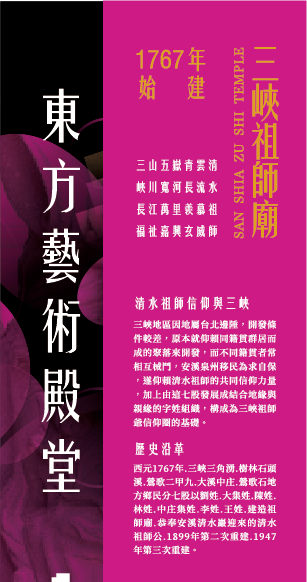 三峽祖師廟
SAN SHIA ZU SHI TEMPLE
1767年
始建
東方藝術殿堂
三山五嶽青雲清
峽川寬河長流水
長江萬里羨慕祖
福祉嘉興玄威師
清水祖師信仰與三峽
三峽地區因地屬台北邊陲，開發條
件較差，原本就仰賴同籍貫群居而
成的聚落來開發，而不同籍貫者常
相互械鬥，安溪泉州移民為求自保
，遂仰賴清水祖師的共同信仰力量
，加上由這七股發展成結合地緣與
親緣的字姓組織，構成為三峽祖師
爺信仰圈的基礎。
歷史沿革
西元1767年.三峽三角湧.樹林石頭
溪.鶯歌二甲九.大溪中庄.鶯歌石地
方鄉民分七股以劉姓.大集姓.陳姓.
林姓.中庄集姓.李姓.王姓.建造祖
師廟.恭奉安溪清水巖迎來的清水
祖師公.1899年第二次重建.1947
年第三次重建。